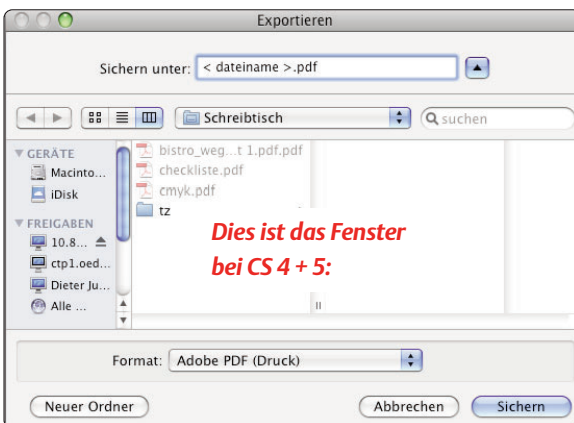 Exportieren
Sichern unter: < dateiname >.pdf
Schreibtisch
suchen
GERÄTE
Macinto...
iDisk
FREIGABEN
10.8...
ctp1.oed...
Dieter Ju...
Alle ...
bistro_weg...t 1.pdf.pdf
checkliste.pdf
cmyk.pdf
tz
Dies ist das Fenster
bei CS 4 + 5:
Format: Adobe PDF (Druck)
Neuer Ordner
Abbrechen
Sichern